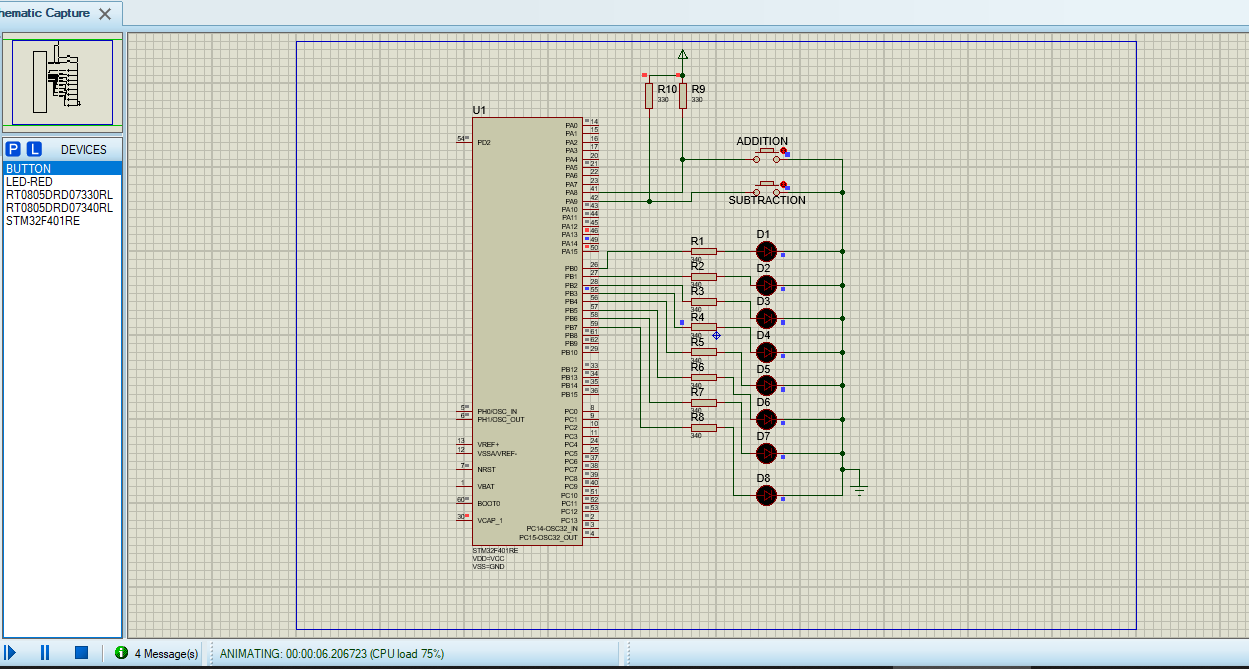 hematic Capture
P L DEVICES
BUTTON
LED-RED
RT0805DRD07330RL
RT0805DRD07340RL
STM32F401RE
R10
330
R9
330
U1
ADDITION
SUBTRACTION
54 PD2
5 PH0/OSC_IN
6 PH1/OSC_OUT
13 VREF+
12 VSSA/VREF-
7 NRST
1 VBAT
60 BOOT0
30 VCAP_1
PA0 14
PA1 15
PA2 16
PA3 17
PA4 20
PA5 21
PA6 22
PA7 23
PA8 41
PA9 42
PA10 43
PA11 44
PA12 45
PA13 46
PA14 49
PA15 50
PB0 26
PB1 27
PB2 28
PB3 55
PB4 56
PB5 57
PB6 58
PB7 59
PB8 61
PB9 62
PB10 29
PB12 33
PB13 34
PB14 35
PB15 36
PC0 8
PC1 9
PC2 10
PC3 11
PC4 24
PC5 25
PC6 37
PC7 38
PC8 39
PC9 40
PC10 51
PC11 52
PC12 53
PC13 2
PC14-OSC32_IN 3
PC15-OSC32_OUT 4
STM32F401RE
VDD=VCC
VSS=GND
R1
340
R2
340
R3
340
R4
340
R5
340
R6
340
R7
340
R8
340
D1
D2
D3
D4
D5
D6
D7
D8
4 Message(s)
ANIMATING: 00:00:06.206723 (CPU load 75%)